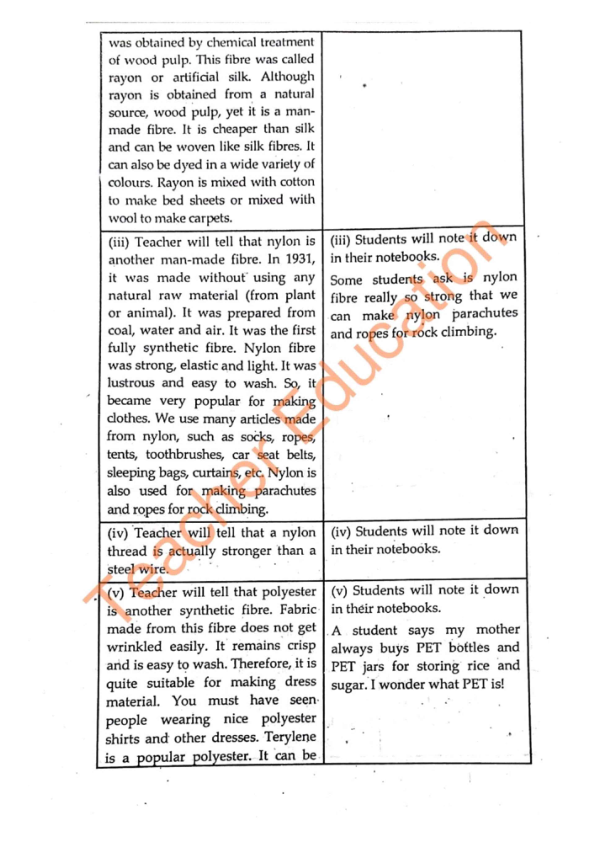 was obtained by chemical treatment
of wood pulp. This fibre was called
rayon or artificial silk. Although
rayon is obtained from a natural
source, wood pulp, yet it is a man-
made fibre. It is cheaper than silk
and can be woven like silk fibres. It
can also be dyed in a wide variety of
colours. Rayon is mixed with cotton
to make bed sheets or mixed with
wool to make carpets.
(iii) Teacher will tell that nylon is
another man-made fibre. In 1931,
it was made without using any
natural raw material (from plant
or animal). It was prepared from
coal, water and air. It was the first
fully synthetic fibre. Nylon fibre
was strong, elastic and light. It was
lustrous and easy to wash. So, it
became very popular for making
clothes. We use many articles made
from nylon, such as socks, ropes,
tents, toothbrushes, car seat belts,
sleeping bags, curtains, etc. Nylon is
also used for making parachutes
and ropes for rock climbing.
(iii) Students will note it down
in their notebooks.
Some students ask is nylon
fibre really so strong that we
can make nylon parachutes
and ropes for rock climbing.
(iv) Teacher will tell that a nylon
thread is actually stronger than a
steel wire.
(iv) Students will note it down
in their notebooks.
(v) Teacher will tell that polyester
is another synthetic fibre. Fabric
made from this fibre does not get
wrinkled easily. It remains crisp
and is easy to wash. Therefore, it is
quite suitable for making dress
material. You must have seen
people wearing nice polyester
shirts and other dresses. Terylene
is a popular polyester. It can be
(v) Students will note it down
in their notebooks.
A student says my mother
always buys PET bottles and
PET jars for storing rice and
sugar. I wonder what PET is!
Teacher Education